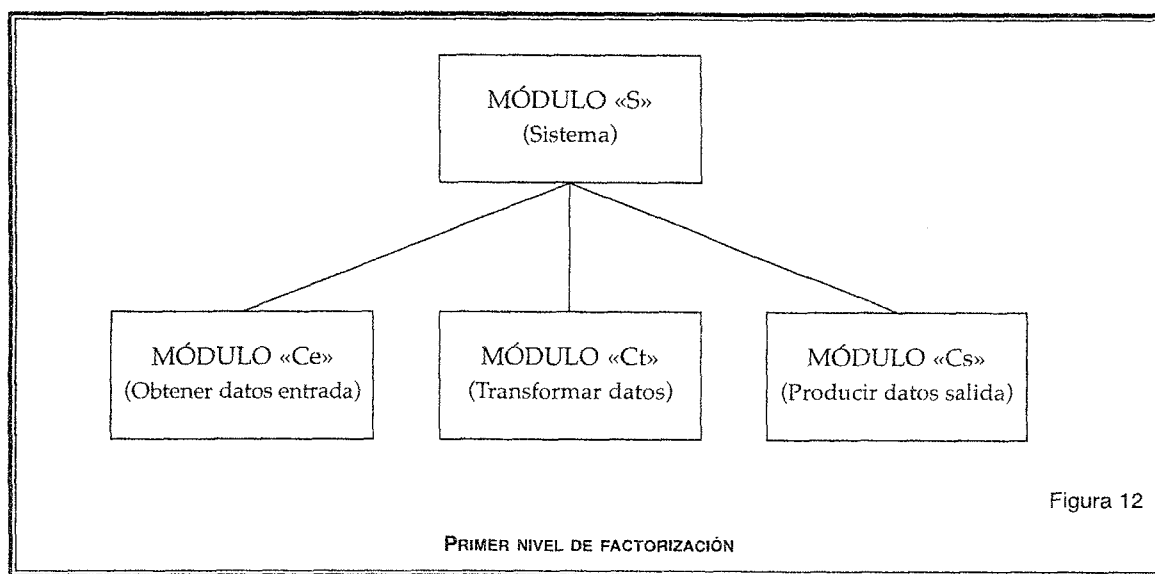 MÓDULO «S»
(Sistema)
MÓDULO «Ce»
(Obtener datos entrada)
MÓDULO «Ct»
(Transformar datos)
MÓDULO «Cs»
(Producir datos salida)
Figura 12
PRIMER NIVEL DE FACTORIZACIÓN